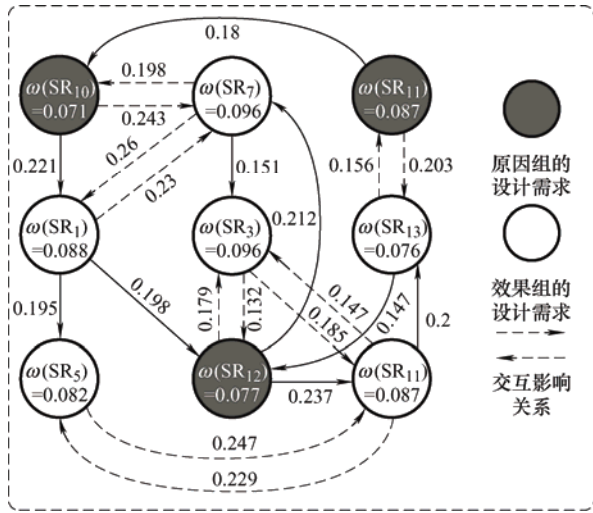 0.18
ω(SR₁₀)
=0.071
0.198
0.243
ω(SR₇)
=0.096
ω(SR₁₁)
=0.087
0.221
0.26
0.23
0.151
0.212
0.156
0.203
原因组的
设计需求
ω(SR₁)
=0.088
ω(SR₃)
=0.096
ω(SR₁₃)
=0.076
0.195
0.198
0.179
0.132
0.147
0.185
0.147
0.2
效果组的
设计需求
ω(SR₅)
=0.082
ω(SR₁₂)
=0.077
0.237
ω(SR₁₁)
=0.087
交互影响
关系
0.247
0.229